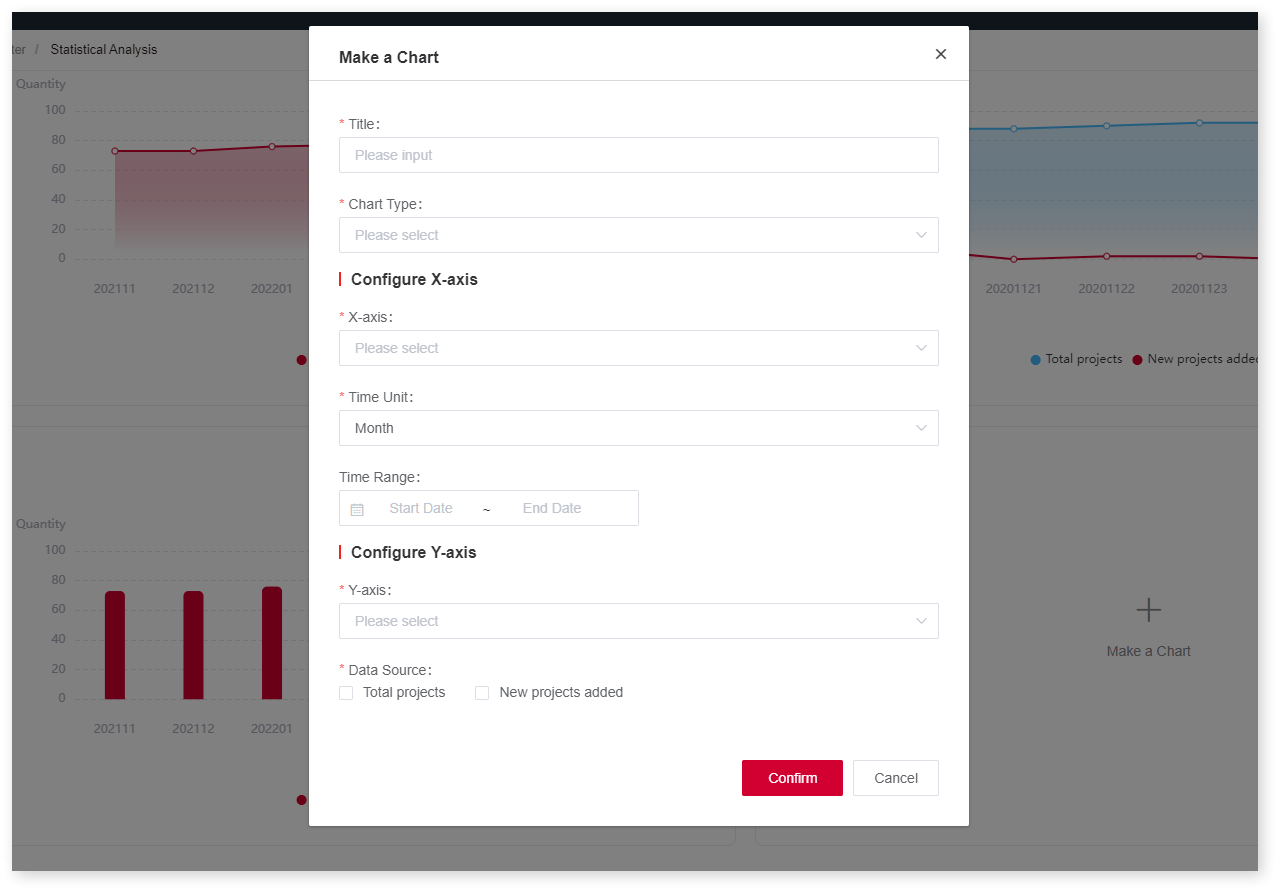 ter / Statistical Analysis
Make a Chart
Quantity
100
80
60
40
20
0
202111 202112 202201
* Title:
Please input
* Chart Type:
Please select
Configure X-axis
* X-axis:
Please select
* Time Unit:
Month
Time Range:
Start Date ~ End Date
Configure Y-axis
* Y-axis:
Please select
* Data Source:
Total projects New projects added
Confirm Cancel
20201121 20201122 20201123
Total projects New projects added
Quantity
100
80
60
40
20
0
202111 202112 202201
Make a Chart